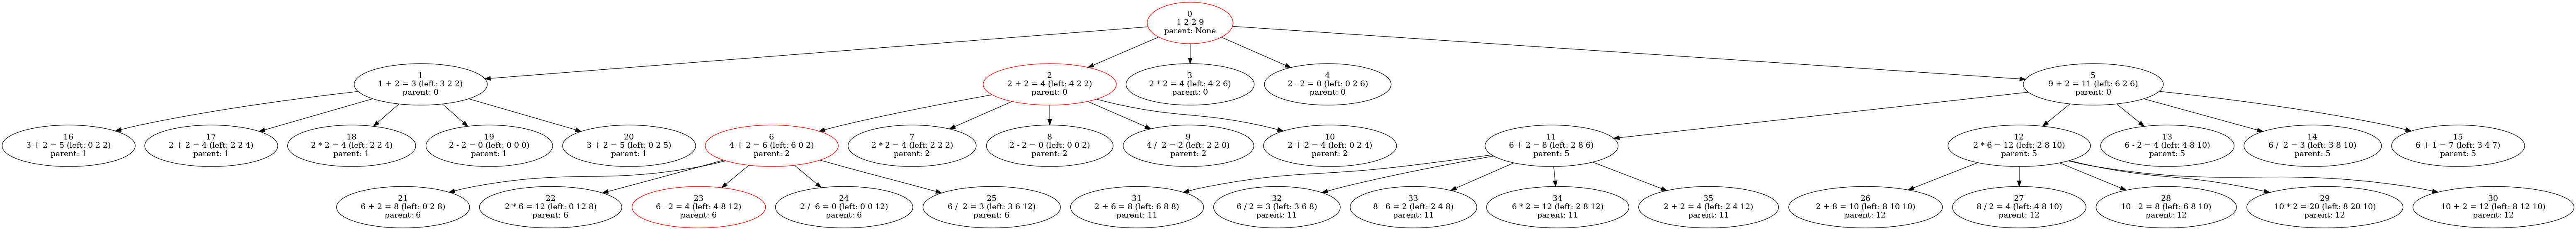 0
1 2 2 9
parent: None
1
1 + 2 = 3 (left: 3 2 2)
parent: 0
2
2 + 2 = 4 (left: 4 2 2)
parent: 0
3
2 * 2 = 4 (left: 4 2 6)
parent: 0
4
2 - 2 = 0 (left: 0 2 6)
parent: 0
5
9 + 2 = 11 (left: 6 2 6)
parent: 0
16
3 + 2 = 5 (left: 0 2 2)
parent: 1
17
2 + 2 = 4 (left: 2 2 4)
parent: 1
18
2 * 2 = 4 (left: 2 2 4)
parent: 1
19
2 - 2 = 0 (left: 0 0 0)
parent: 1
20
3 + 2 = 5 (left: 0 2 5)
parent: 1
6
4 + 2 = 6 (left: 6 0 2)
parent: 2
7
2 * 2 = 4 (left: 2 2 2)
parent: 2
8
2 - 2 = 0 (left: 0 0 2)
parent: 2
9
4 / 2 = 2 (left: 2 2 0)
parent: 2
10
2 + 2 = 4 (left: 0 2 4)
parent: 2
11
6 + 2 = 8 (left: 2 8 6)
parent: 5
12
2 * 6 = 12 (left: 2 8 10)
parent: 5
13
6 - 2 = 4 (left: 4 8 10)
parent: 5
14
6 / 2 = 3 (left: 3 8 10)
parent: 5
15
6 + 1 = 7 (left: 3 4 7)
parent: 5
21
6 + 2 = 8 (left: 0 2 8)
parent: 6
22
2 * 6 = 12 (left: 0 12 8)
parent: 6
23
6 - 2 = 4 (left: 4 8 12)
parent: 6
24
2 / 6 = 0 (left: 0 0 12)
parent: 6
25
6 / 2 = 3 (left: 3 6 12)
parent: 6
31
2 + 6 = 8 (left: 6 8 8)
parent: 11
32
6 / 2 = 3 (left: 3 6 8)
parent: 11
33
8 - 6 = 2 (left: 2 4 8)
parent: 11
34
6 * 2 = 12 (left: 2 8 12)
parent: 11
35
2 + 2 = 4 (left: 2 4 12)
parent: 11
26
2 + 8 = 10 (left: 8 10 10)
parent: 12
27
8 / 2 = 4 (left: 4 8 10)
parent: 12
28
10 - 2 = 8 (left: 6 8 10)
parent: 12
29
10 * 2 = 20 (left: 8 20 10)
parent: 12
30
10 + 2 = 12 (left: 8 12 10)
parent: 12